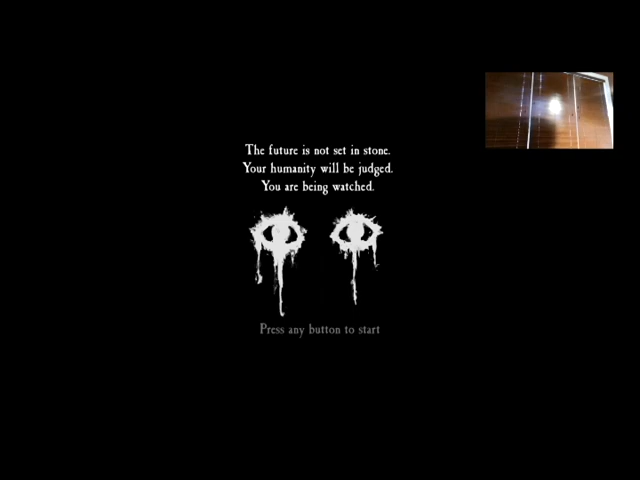 The future is not set in stone.
Your humanity will be judged.
You are being watched.
Press any button to start